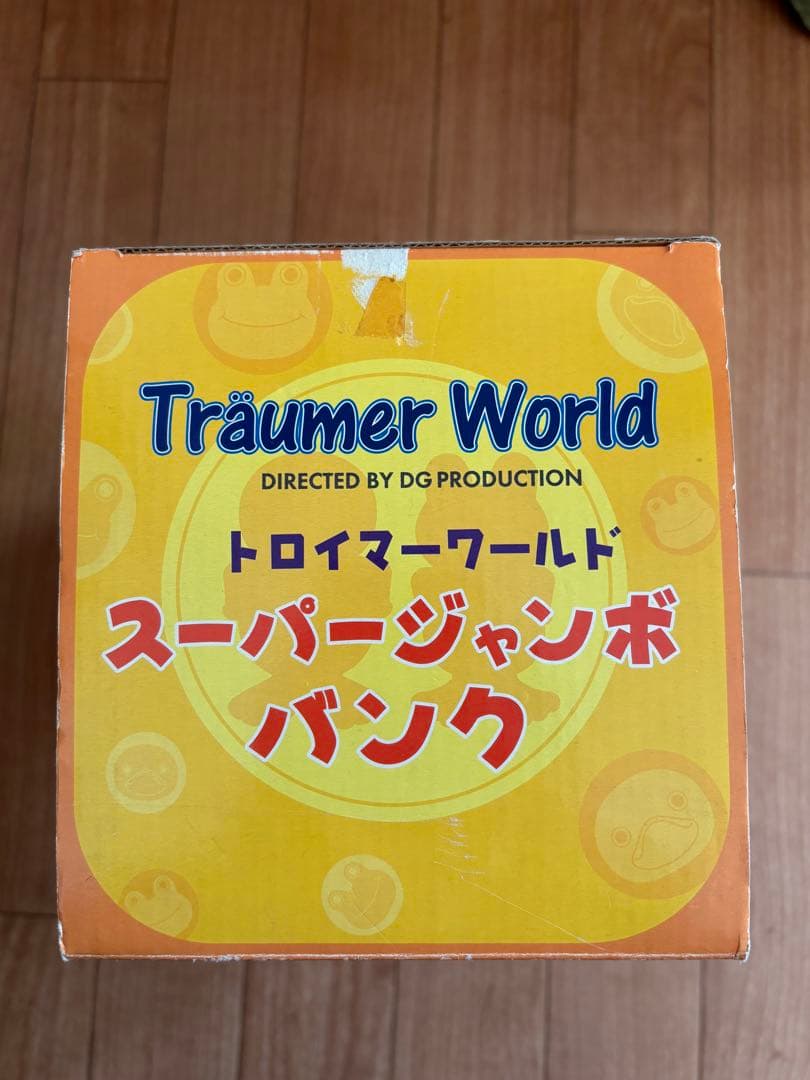 Träumer World
DIRECTED BY DG PRODUCTION
トロイマーワールド
スーパージャンボ
バンク